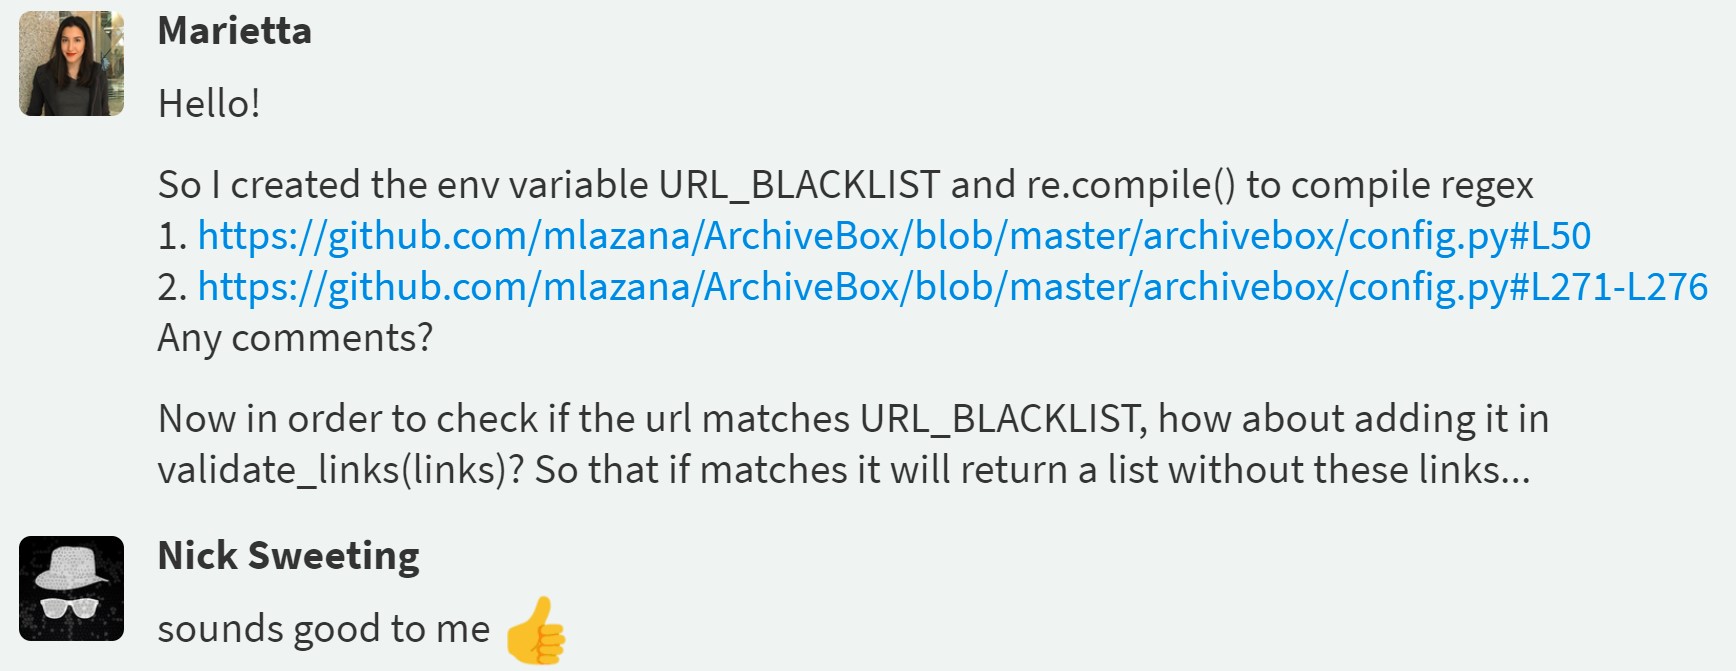 Marietta
Hello!
So I created the env variable URL_BLACKLIST and re.compile() to compile regex
1. https://github.com/mlazana/ArchiveBox/blob/master/archivebox/config.py#L50
2. https://github.com/mlazana/ArchiveBox/blob/master/archivebox/config.py#L271-L276
Any comments?
Now in order to check if the url matches URL_BLACKLIST, how about adding it in
validate_links(links)? So that if matches it will return a list without these links...
Nick Sweeting
sounds good to me 👍